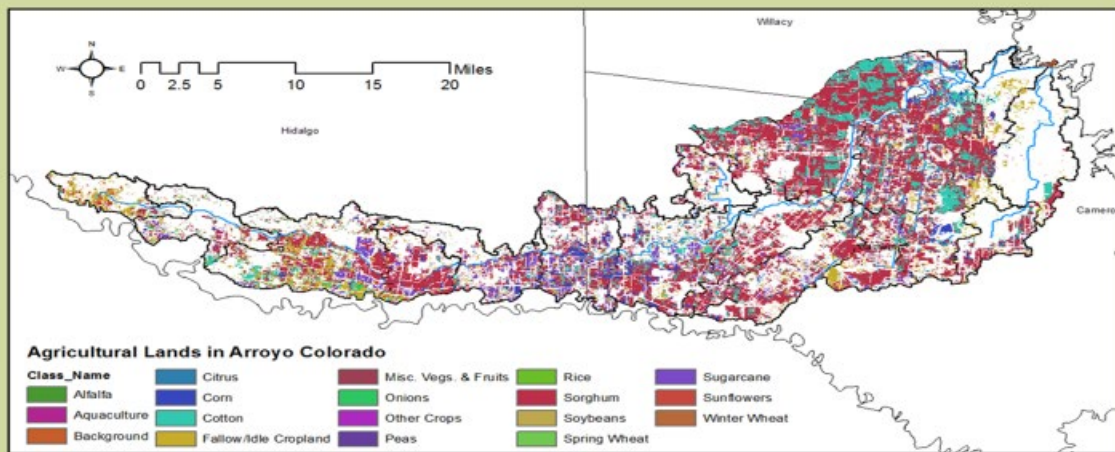 Willacy
N
W E
S
Miles
0 2.5 5 10 15 20
Hidalgo
Camero
Agricultural Lands in Arroyo Colorado
Class_Name
Alfalfa
Aquaculture
Background
Citrus
Corn
Cotton
Fallow/Idle Cropland
Misc. Vegs. & Fruits
Onions
Other Crops
Peas
Rice
Sorghum
Soybeans
Spring Wheat
Sugarcane
Sunflowers
Winter Wheat